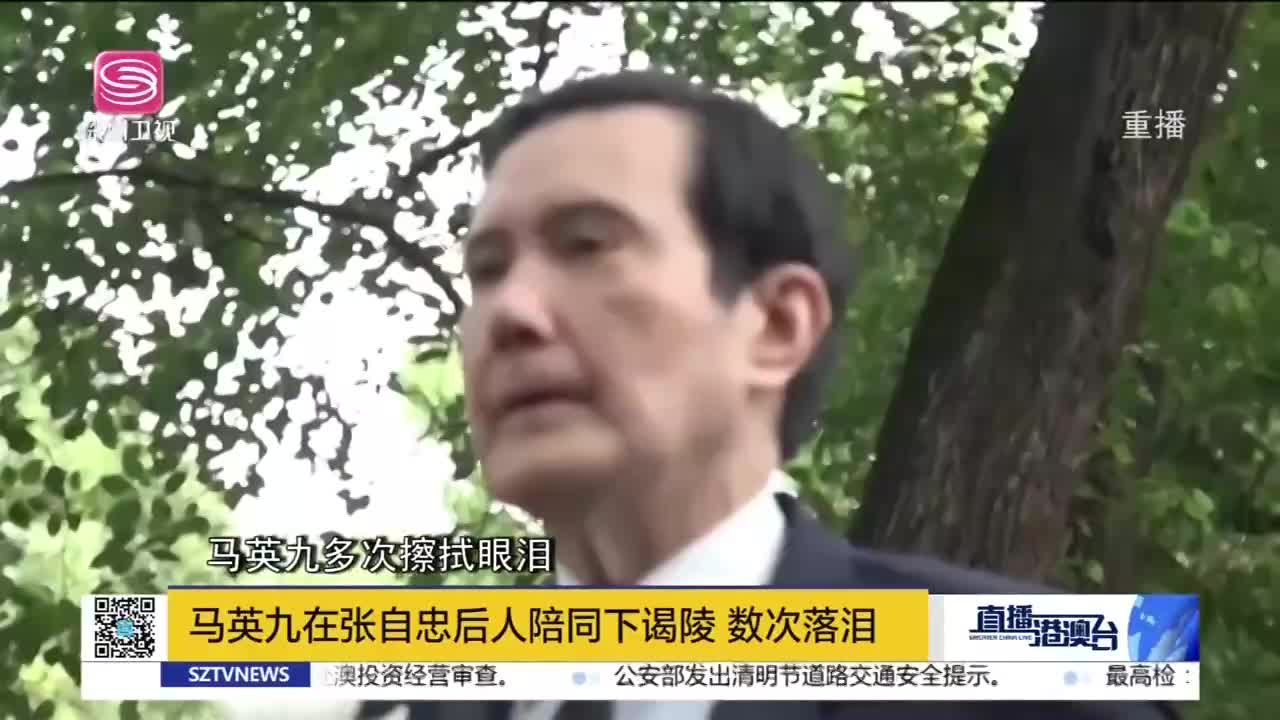 重播
卫视
马英九多次擦拭眼泪
马英九在张自忠后人陪同下谒陵 数次落泪
直播港澳台
SZTVNEWS
澳投资经营审查。 公安部发出清明节道路交通安全提示。 最高检